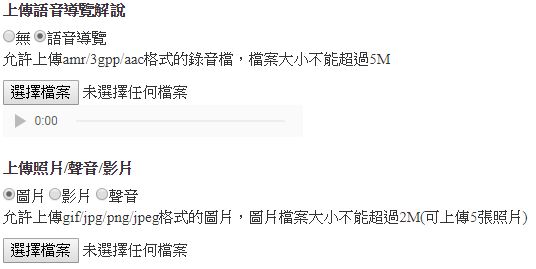 上傳語音導覽解說
無 語音導覽
允許上傳amr/3gpp/aac格式的錄音檔，檔案大小不能超過5M
選擇檔案 未選擇任何檔案
0:00
上傳照片/聲音/影片
圖片 影片 聲音
允許上傳gif/jpg/png/jpeg格式的圖片，圖片檔案大小不能超過2M(可上傳5張照片)
選擇檔案 未選擇任何檔案